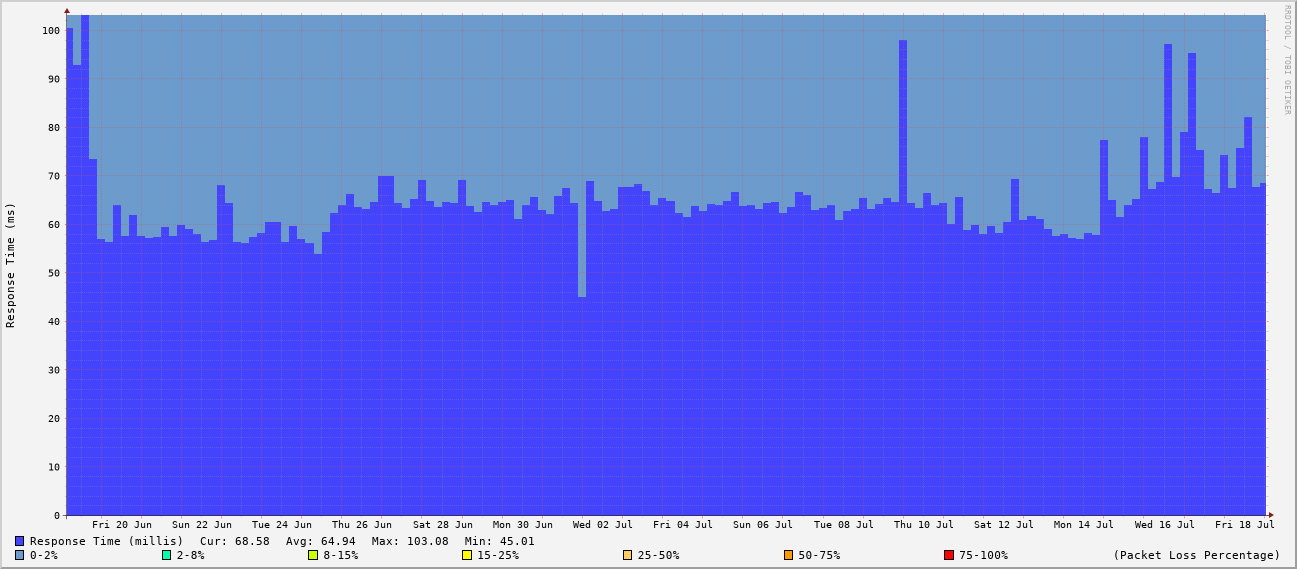 RRDTOOL / TOBI OETIKER
Response Time (ms)
100
90
80
70
60
50
40
30
20
10
0
Fri 20 Jun Sun 22 Jun Tue 24 Jun Thu 26 Jun Sat 28 Jun Mon 30 Jun Wed 02 Jul Fri 04 Jul Sun 06 Jul Tue 08 Jul Thu 10 Jul Sat 12 Jul Mon 14 Jul Wed 16 Jul Fri 18 Jul
Response Time (millis) Cur: 68.58 Avg: 64.94 Max: 103.08 Min: 45.01
0-2% 2-8% 8-15% 15-25% 25-50% 50-75% 75-100% (Packet Loss Percentage)